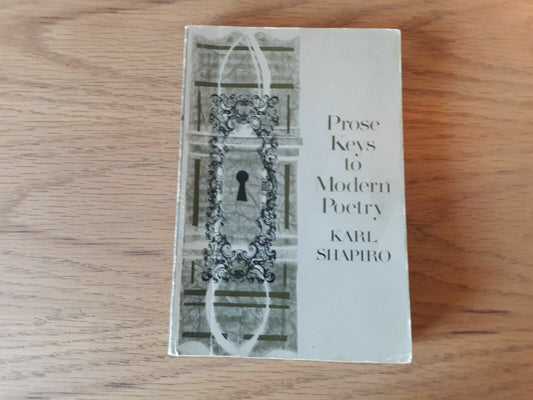 Prose
Keys
to
Modern
Poetry
KARL
SHAPIRO